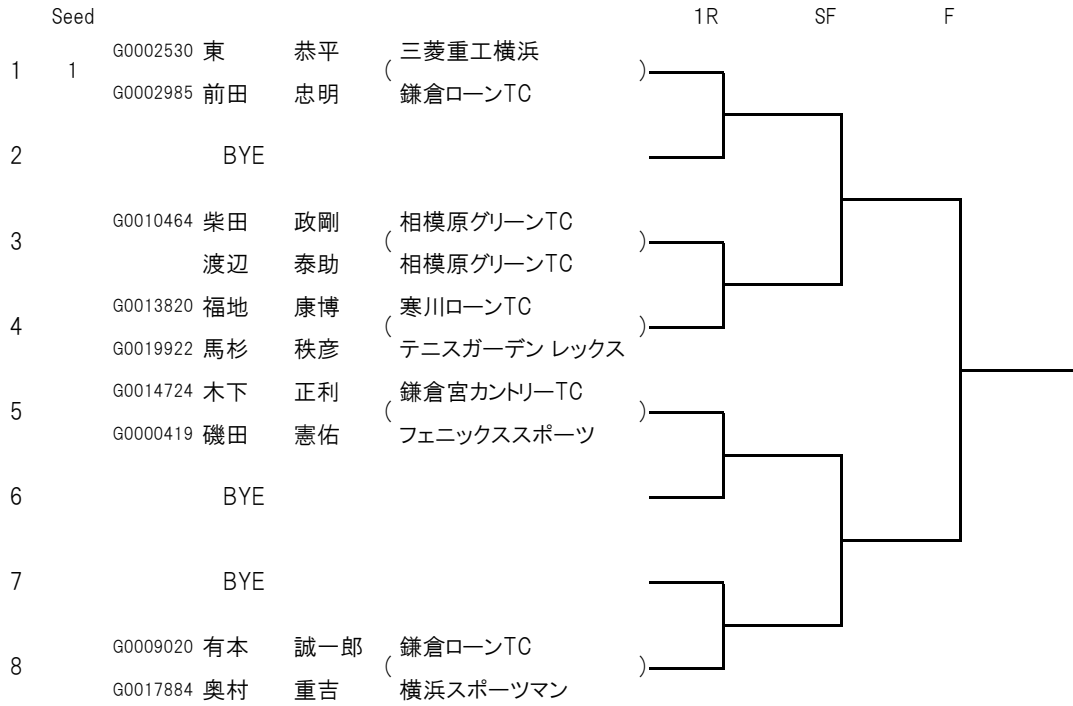 Seed 1R SF F
G0002530 東 恭平 三菱重工横浜
1 1 ( )
G0002985 前田 忠明 鎌倉ローンTC
2 BYE
G0010464 柴田 政剛 相模原グリーンTC
3 ( )
渡辺 泰助 相模原グリーンTC
G0013820 福地 康博 寒川ローンTC
4 ( )
G0019922 馬杉 秩彦 テニスガーデン レックス
G0014724 木下 正利 鎌倉宮カントリーTC
5 ( )
G0000419 磯田 憲佑 フェニックススポーツ
6 BYE
7 BYE
G0009020 有本 誠一郎 鎌倉ローンTC
8 ( )
G0017884 奥村 重吉 横浜スポーツマン